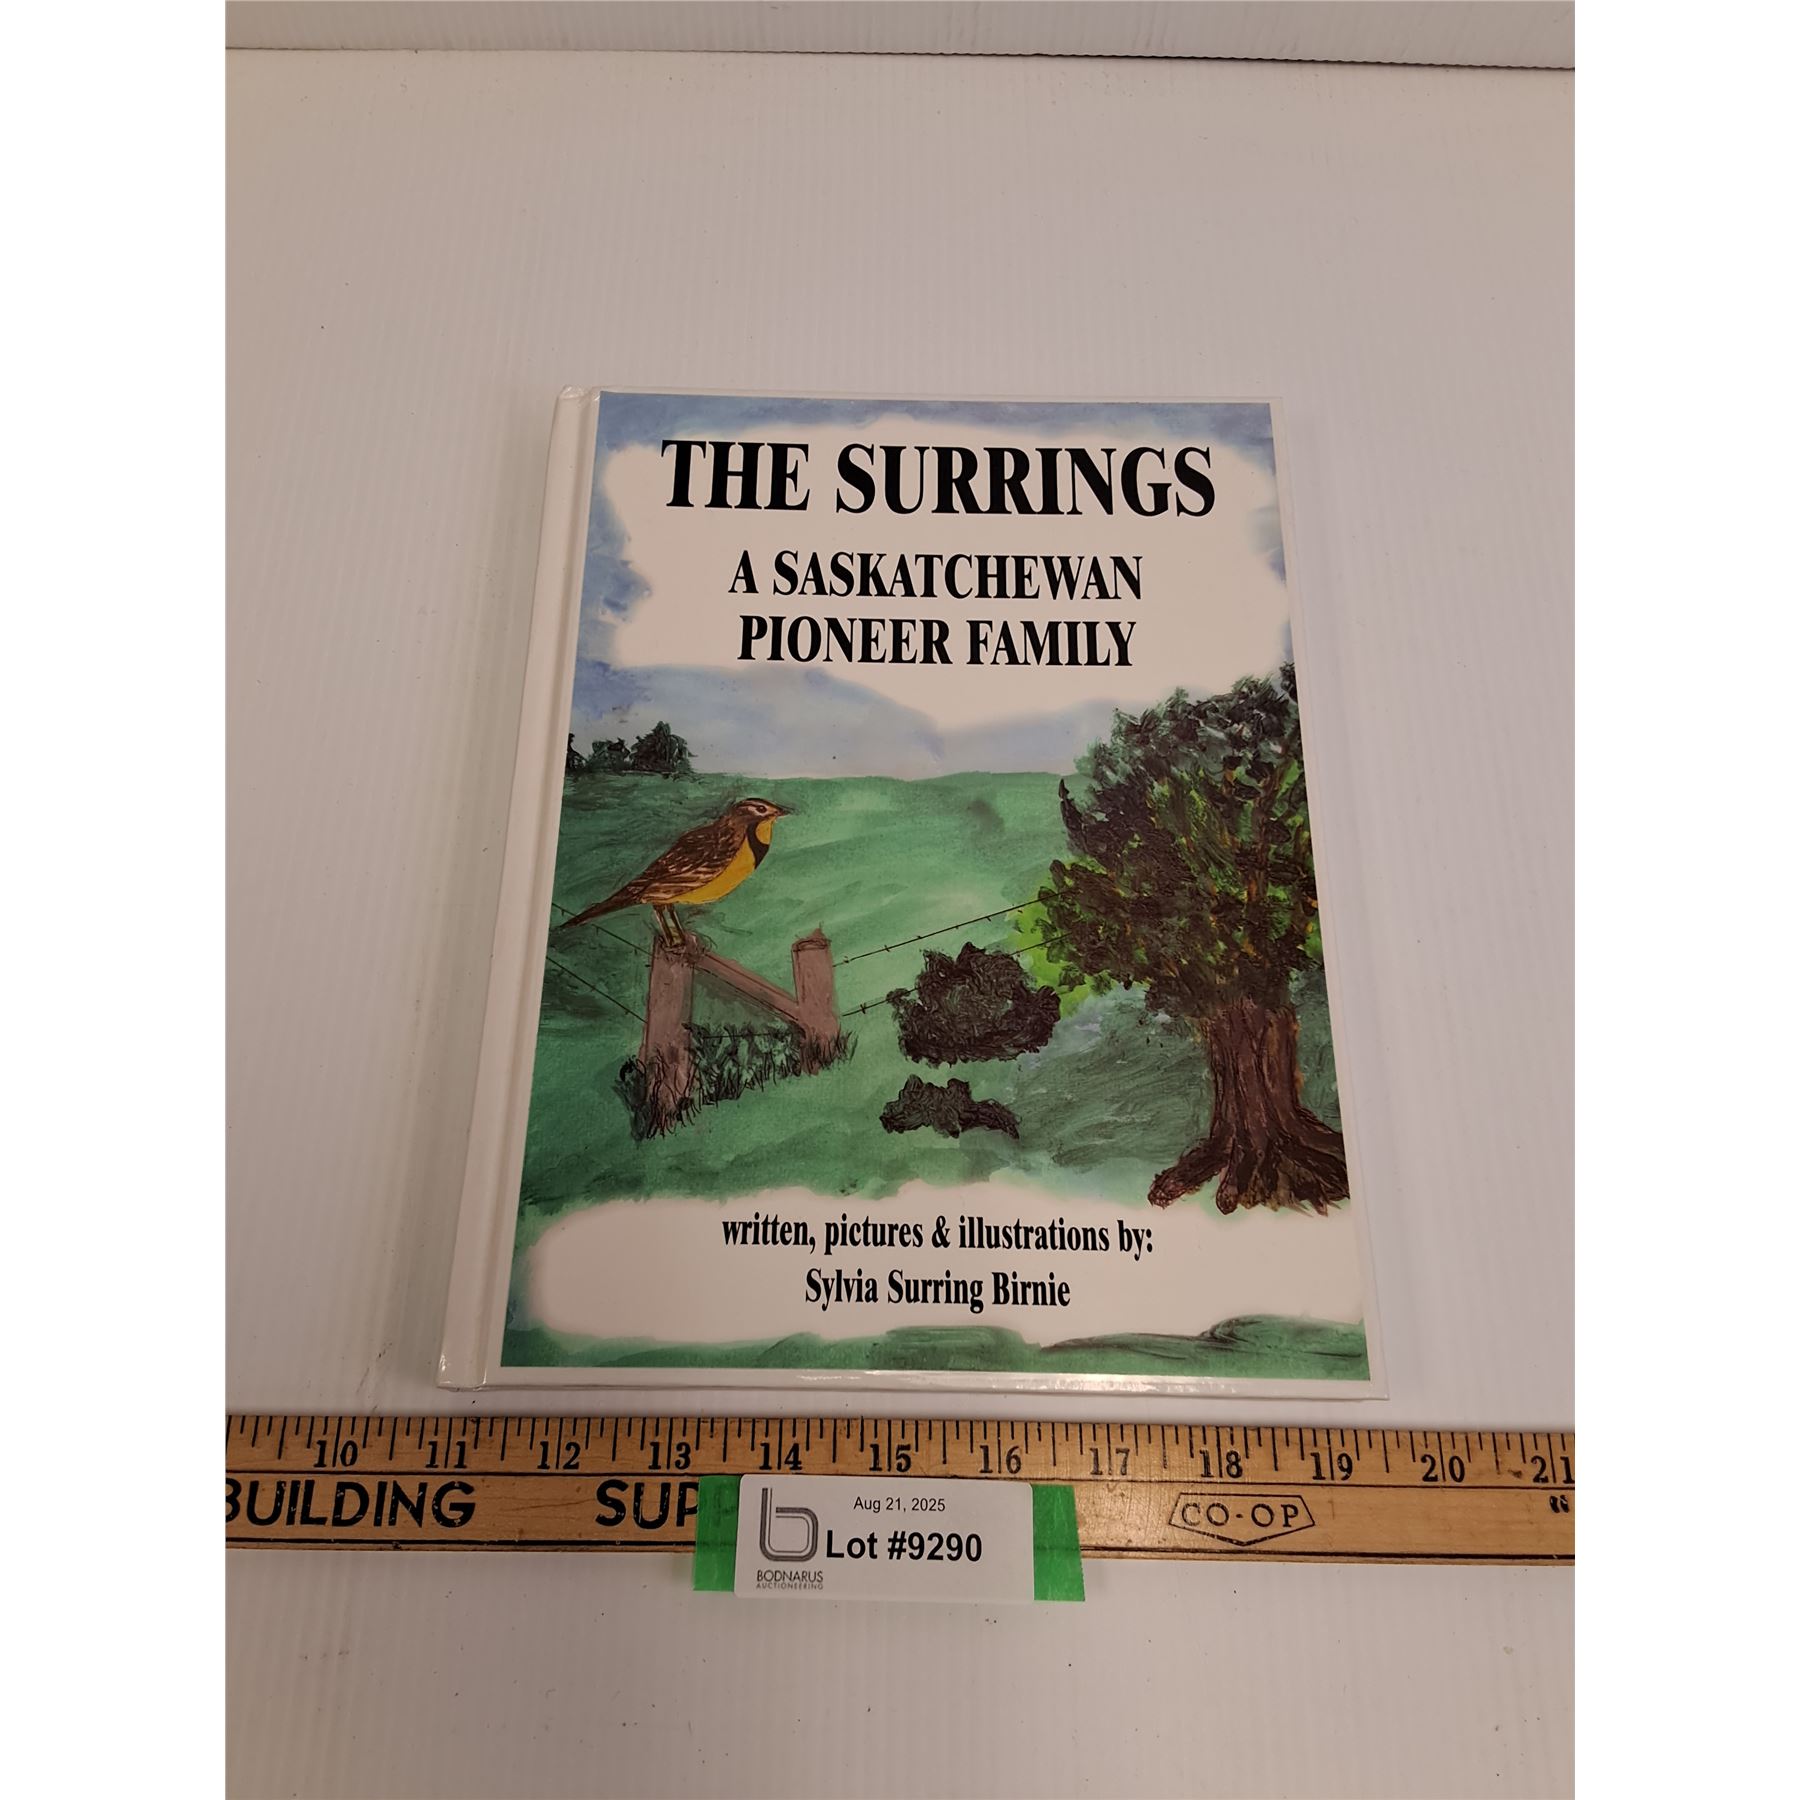 THE SURRINGS
A SASKATCHEWAN
PIONEER FAMILY
written, pictures & illustrations by:
Sylvia Surring Birnie
10 11 12 13 14 15 16 17 18 19 20 21
BUILDING SUP CO-OP "
Aug 21, 2025
Lot #9290
b
BODNARUS
AUCTIONEERING